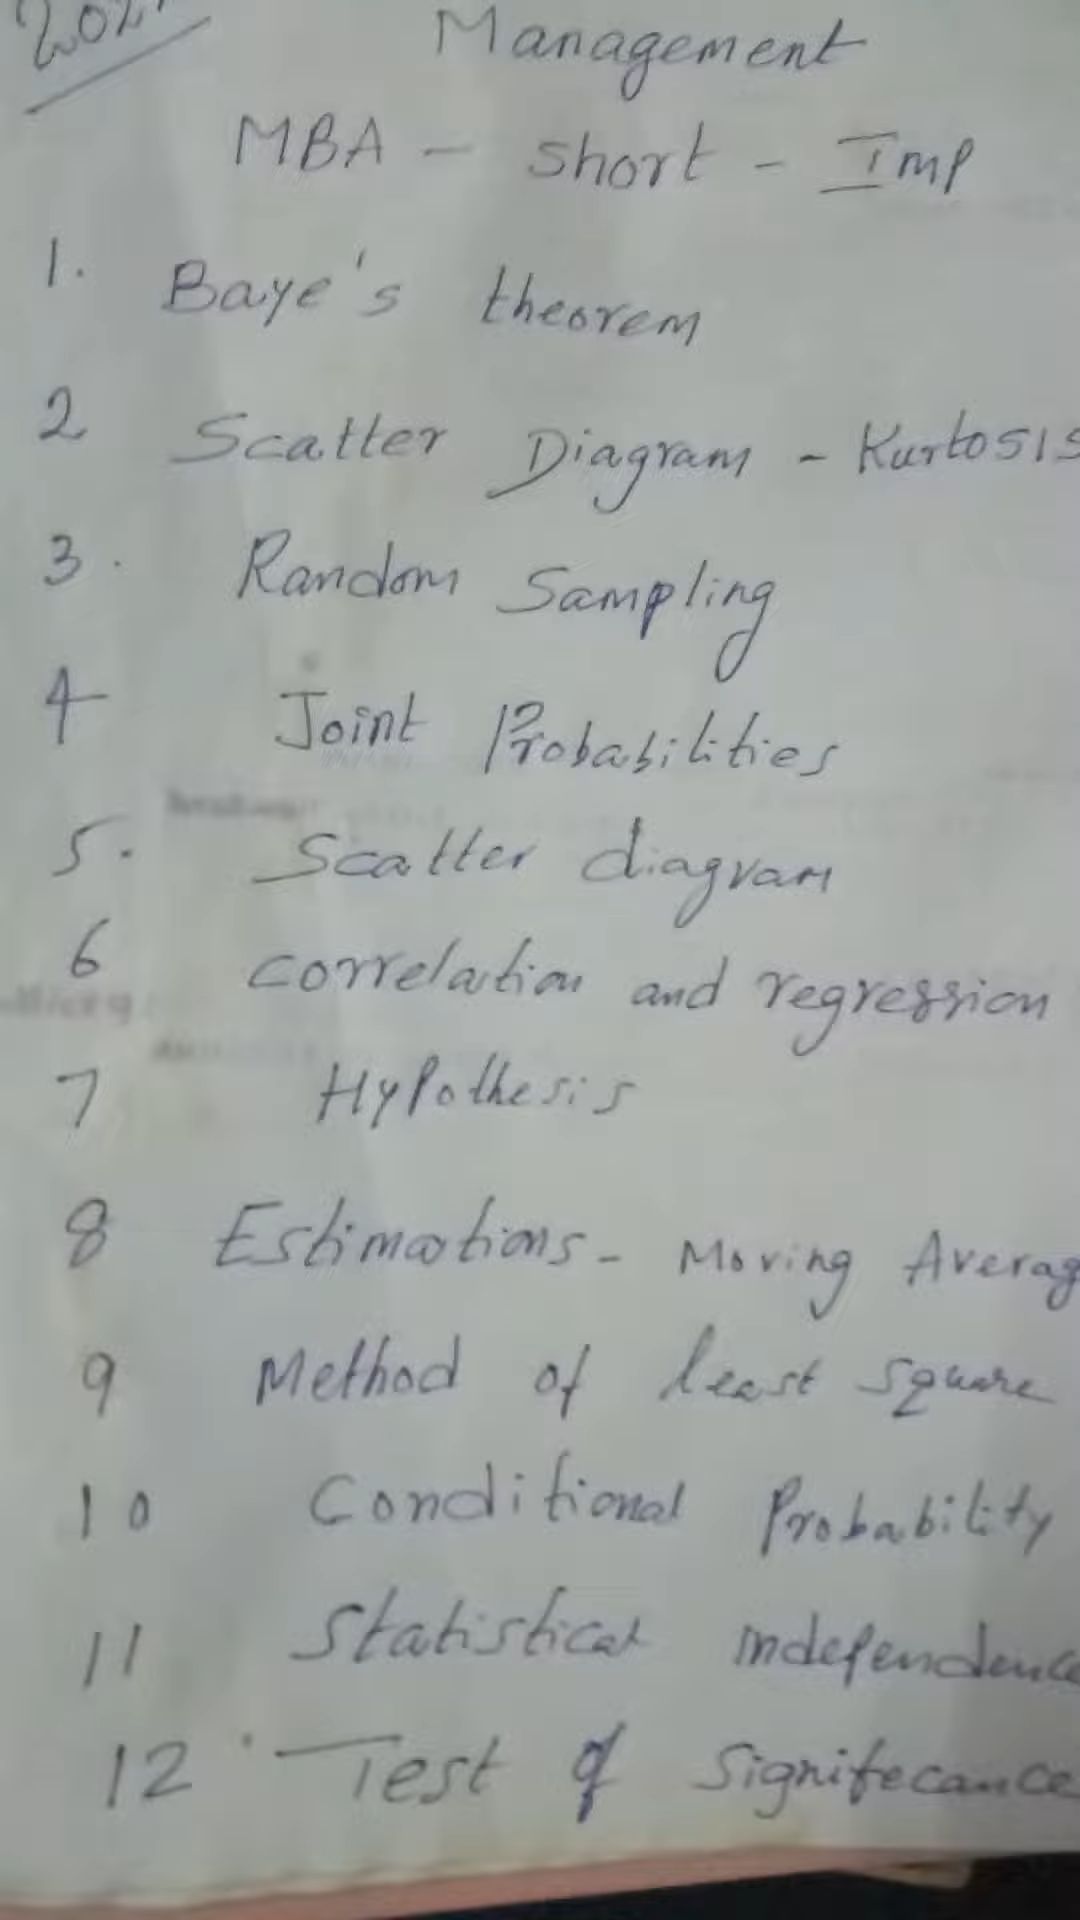 Management
MBA - short - Imp
1. Baye's theorem
2 Scatter Diagram - Kurtosis
3. Random Sampling
4 Joint Probabilities
5. Scatter diagram
6 correlation and regression
7 Hypothesis
8 Estimations - Moving Averag
9 Method of least square
10 Conditional Probability
11 Statistical independence
12. Test of Signifecance